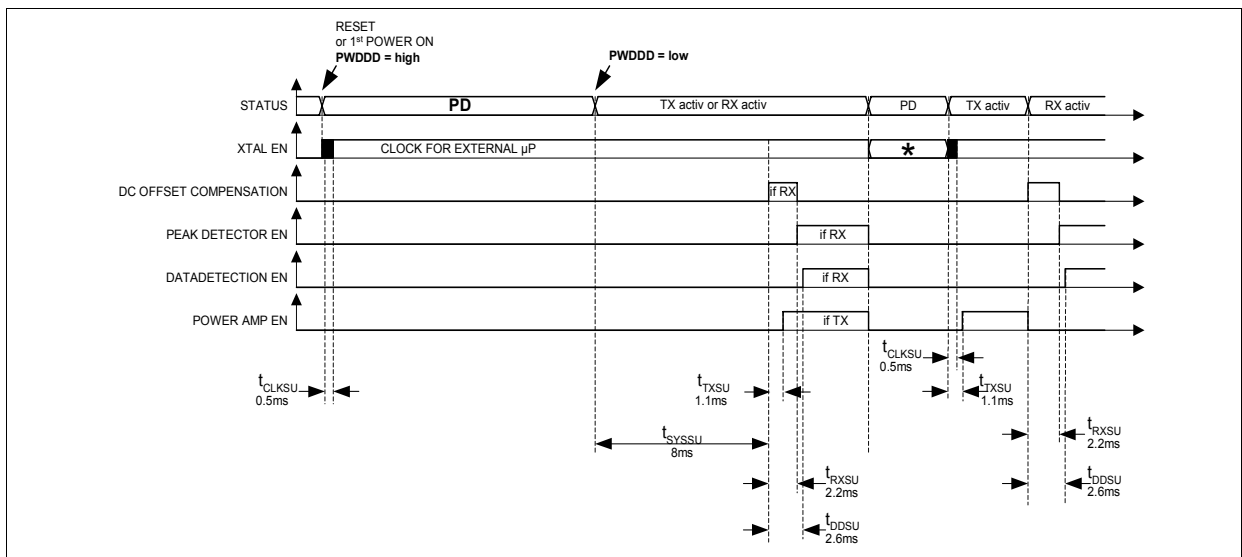 RESET
or 1st POWER ON
PWDDD = high
PWDDD = low
STATUS
PD
TX activ or RX activ
PD
TX activ
RX activ
XTAL EN
CLOCK FOR EXTERNAL µP
*
DC OFFSET COMPENSATION
if RX
PEAK DETECTOR EN
if RX
DATADETECTION EN
if RX
POWER AMP EN
if TX
tCLKSU
0.5ms
tTXSU
1.1ms
tCLKSU
0.5ms
tTXSU
1.1ms
tSYSSU
8ms
tRXSU
2.2ms
tRXSU
2.2ms
tDDSU
2.6ms
tDDSU
2.6ms